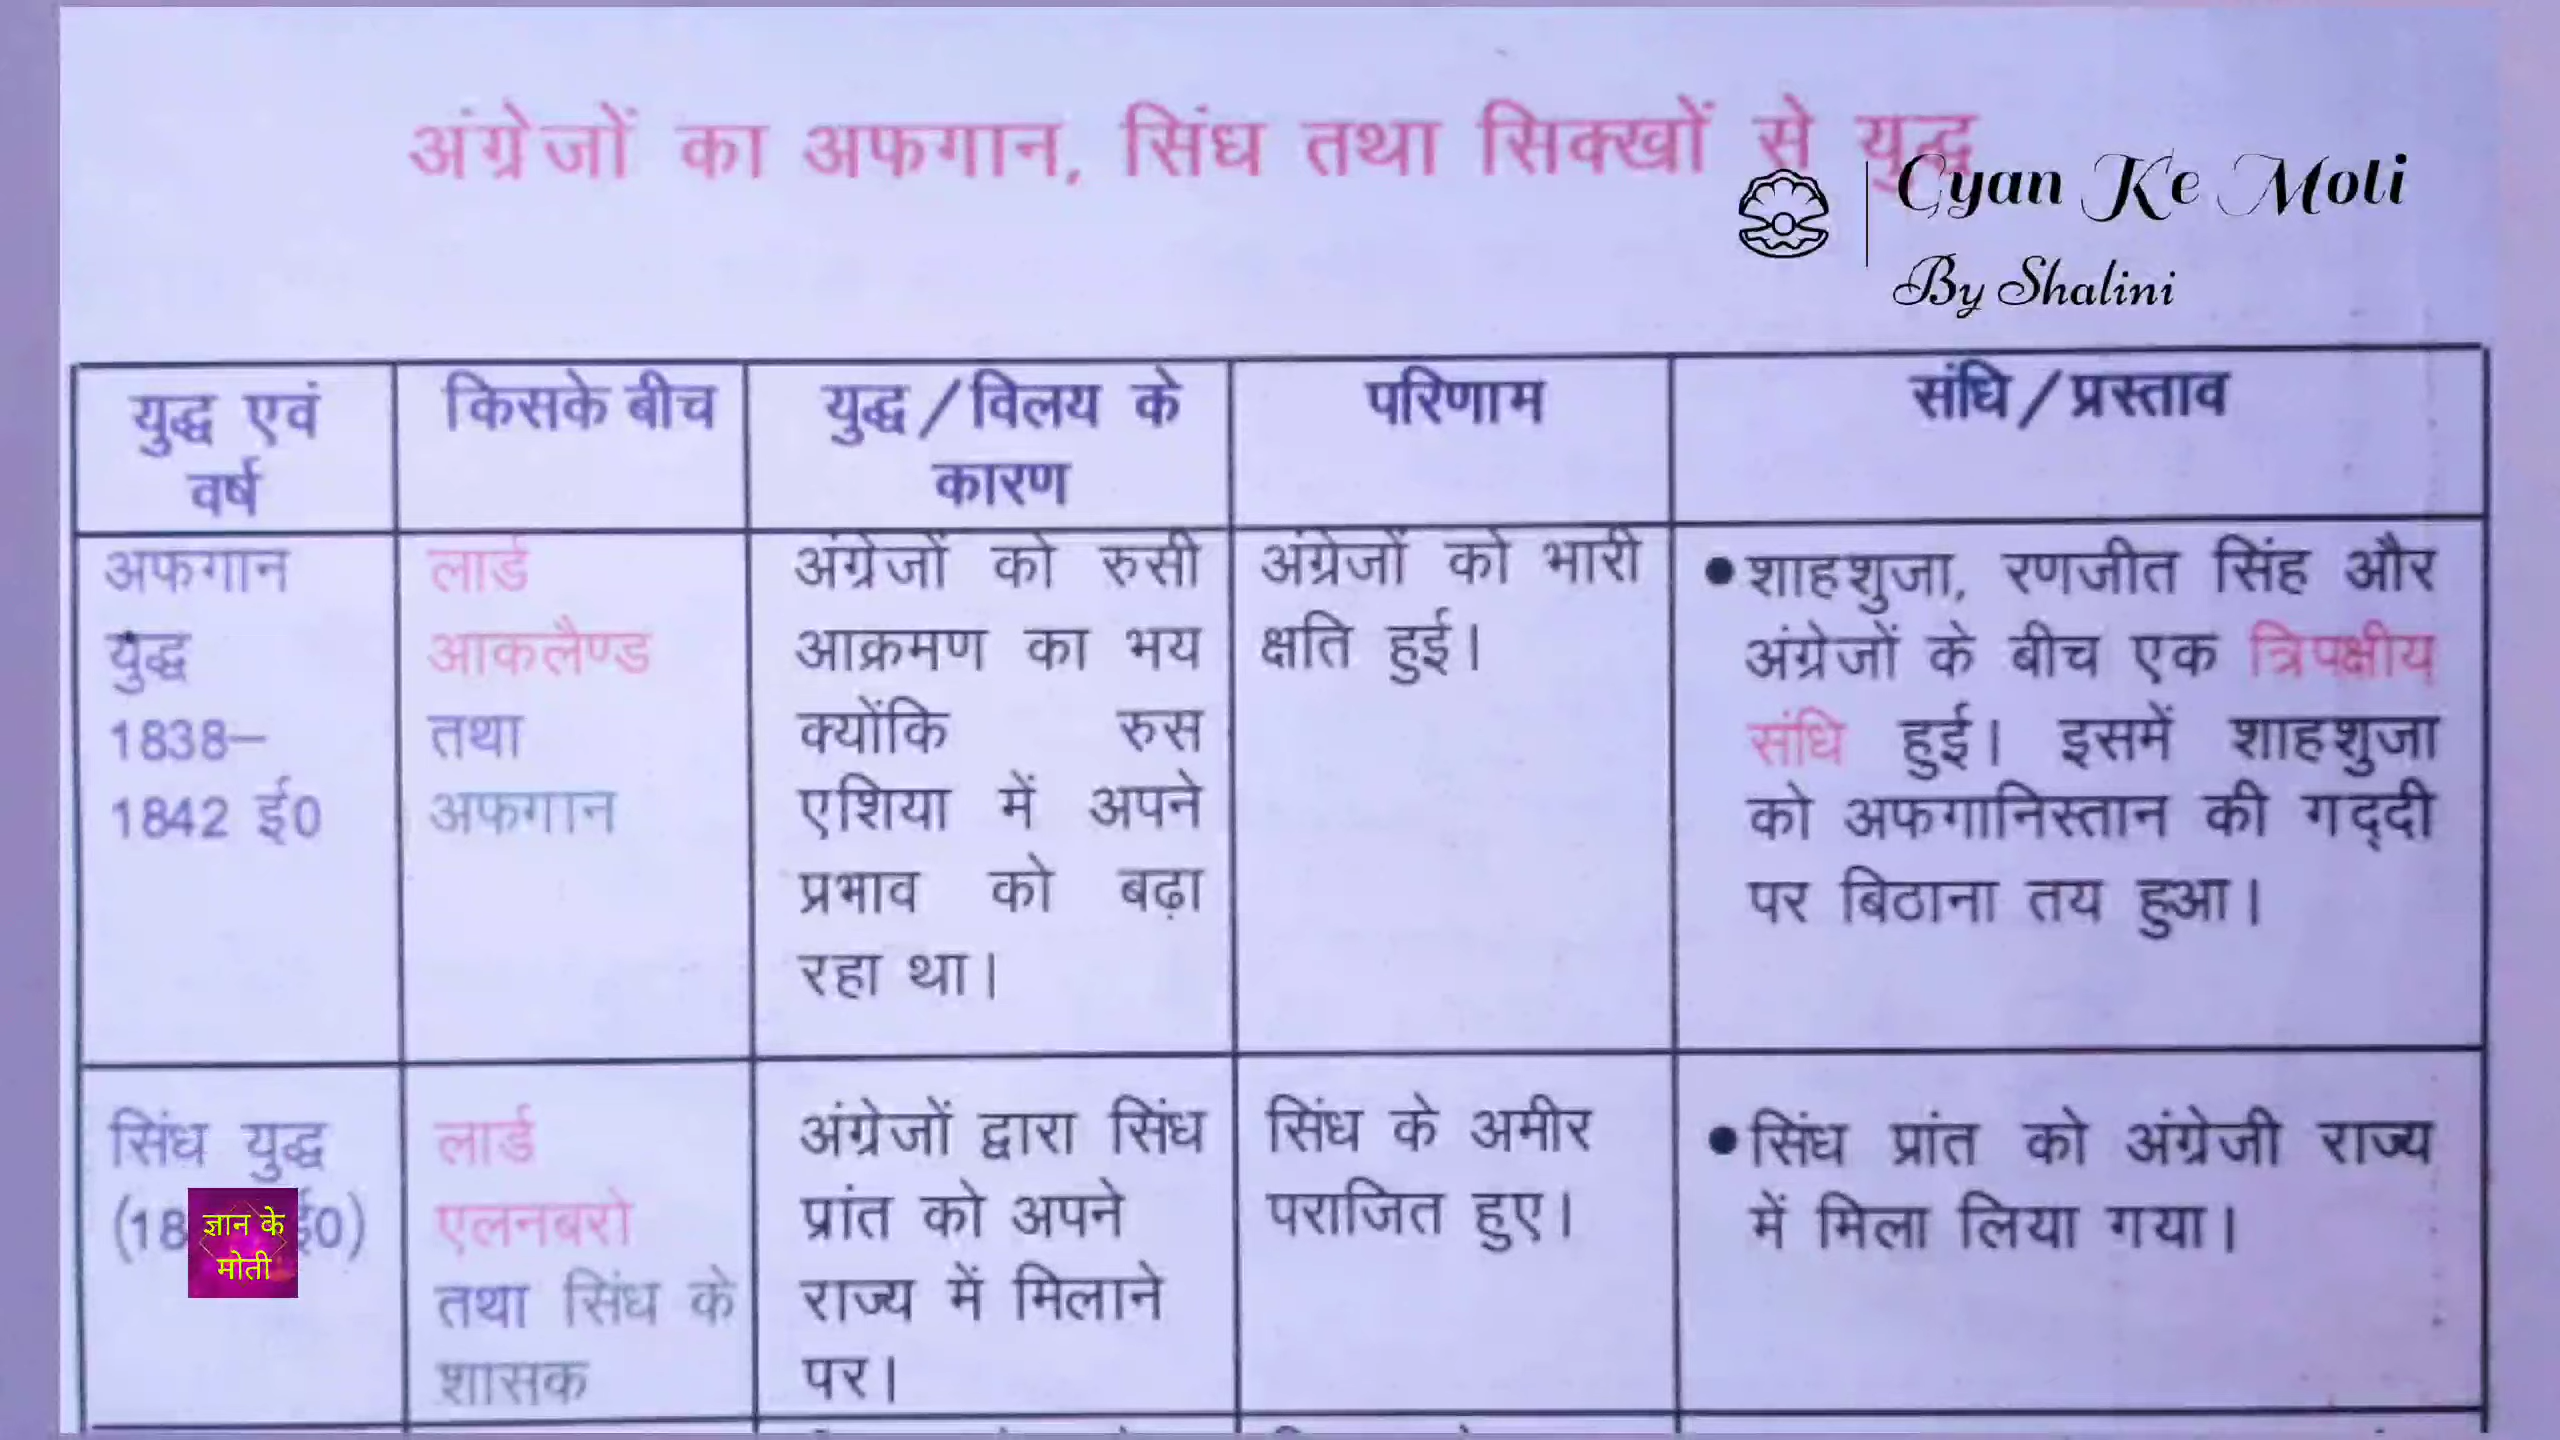 अंग्रेजों का अफगान, सिंध तथा सिक्खों से युद्ध
Gyan Ke Moti
By Shalini
युद्ध एवं
वर्ष
किसके बीच
युद्ध/विलय के
कारण
परिणाम
संधि/प्रस्ताव
अफगान
युद्ध
1838–
1842 ई0
लार्ड
आकलैण्ड
तथा
अफगान
अंग्रेजों को रुसी
आक्रमण का भय
क्योंकि रुस
एशिया में अपने
प्रभाव को बढ़ा
रहा था।
अंग्रेजों को भारी
क्षति हुई।
●शाहशुजा, रणजीत सिंह और
अंग्रेजों के बीच एक त्रिपक्षीय
संधि हुई। इसमें शाहशुजा
को अफगानिस्तान की गद्दी
पर बिठाना तय हुआ।
सिंध युद्ध
(18 ई0)
ज्ञान के
मोती
लार्ड
एलनबरो
तथा सिंध के
शासक
अंग्रेजों द्वारा सिंध
प्रांत को अपने
राज्य में मिलाने
पर।
सिंध के अमीर
पराजित हुए।
●सिंध प्रांत को अंग्रेजी राज्य
में मिला लिया गया।